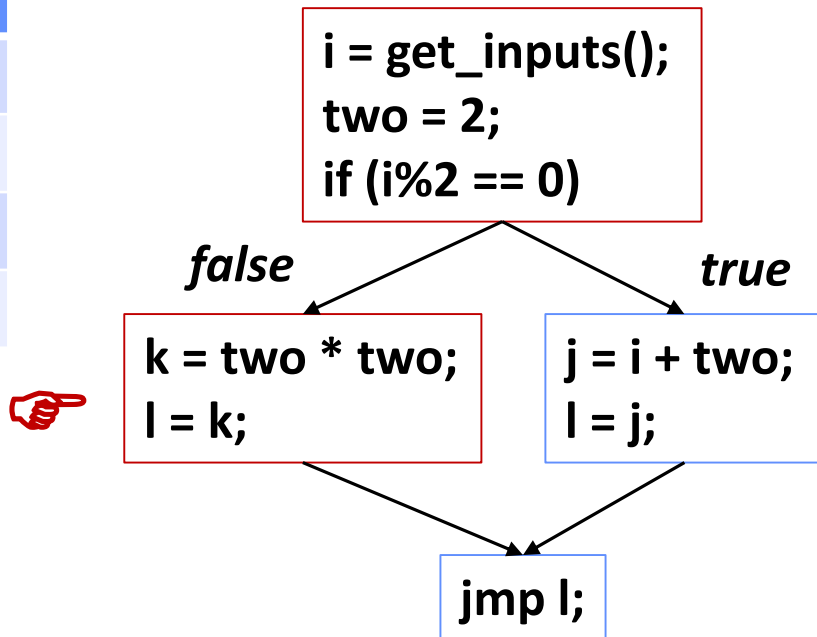 i = get_inputs();
two = 2;
if (i%2 == 0)
false
true
k = two * two;
l = k;
j = i + two;
l = j;
jmp l;